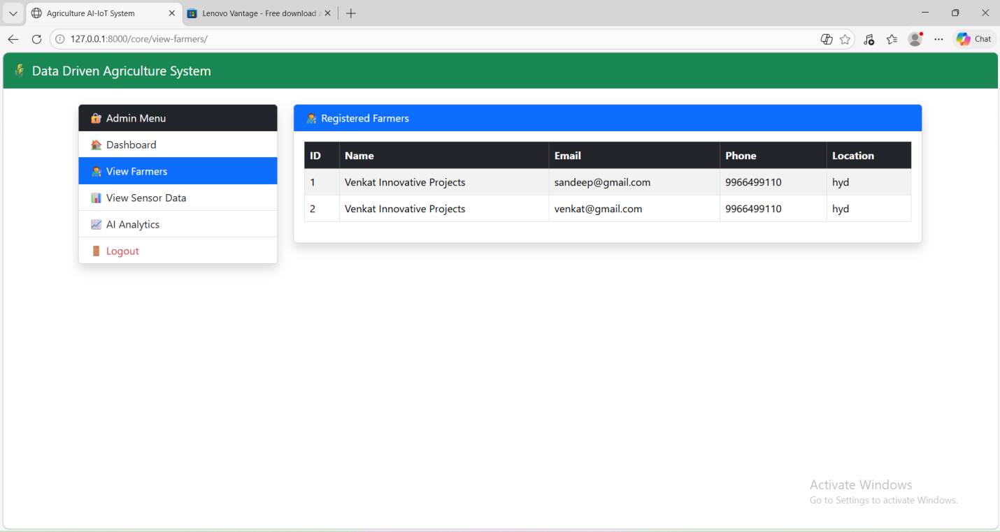 Agriculture AI-IoT System
Lenovo Vantage - Free download
127.0.0.1:8000/core/view-farmers/
Chat
Data Driven Agriculture System
Admin Menu
Dashboard
View Farmers
View Sensor Data
AI Analytics
Logout
Registered Farmers
ID Name Email Phone Location
1 Venkat Innovative Projects sandeep@gmail.com 9966499110 hyd
2 Venkat Innovative Projects venkat@gmail.com 9966499110 hyd
Activate Windows
Go to Settings to activate Windows.